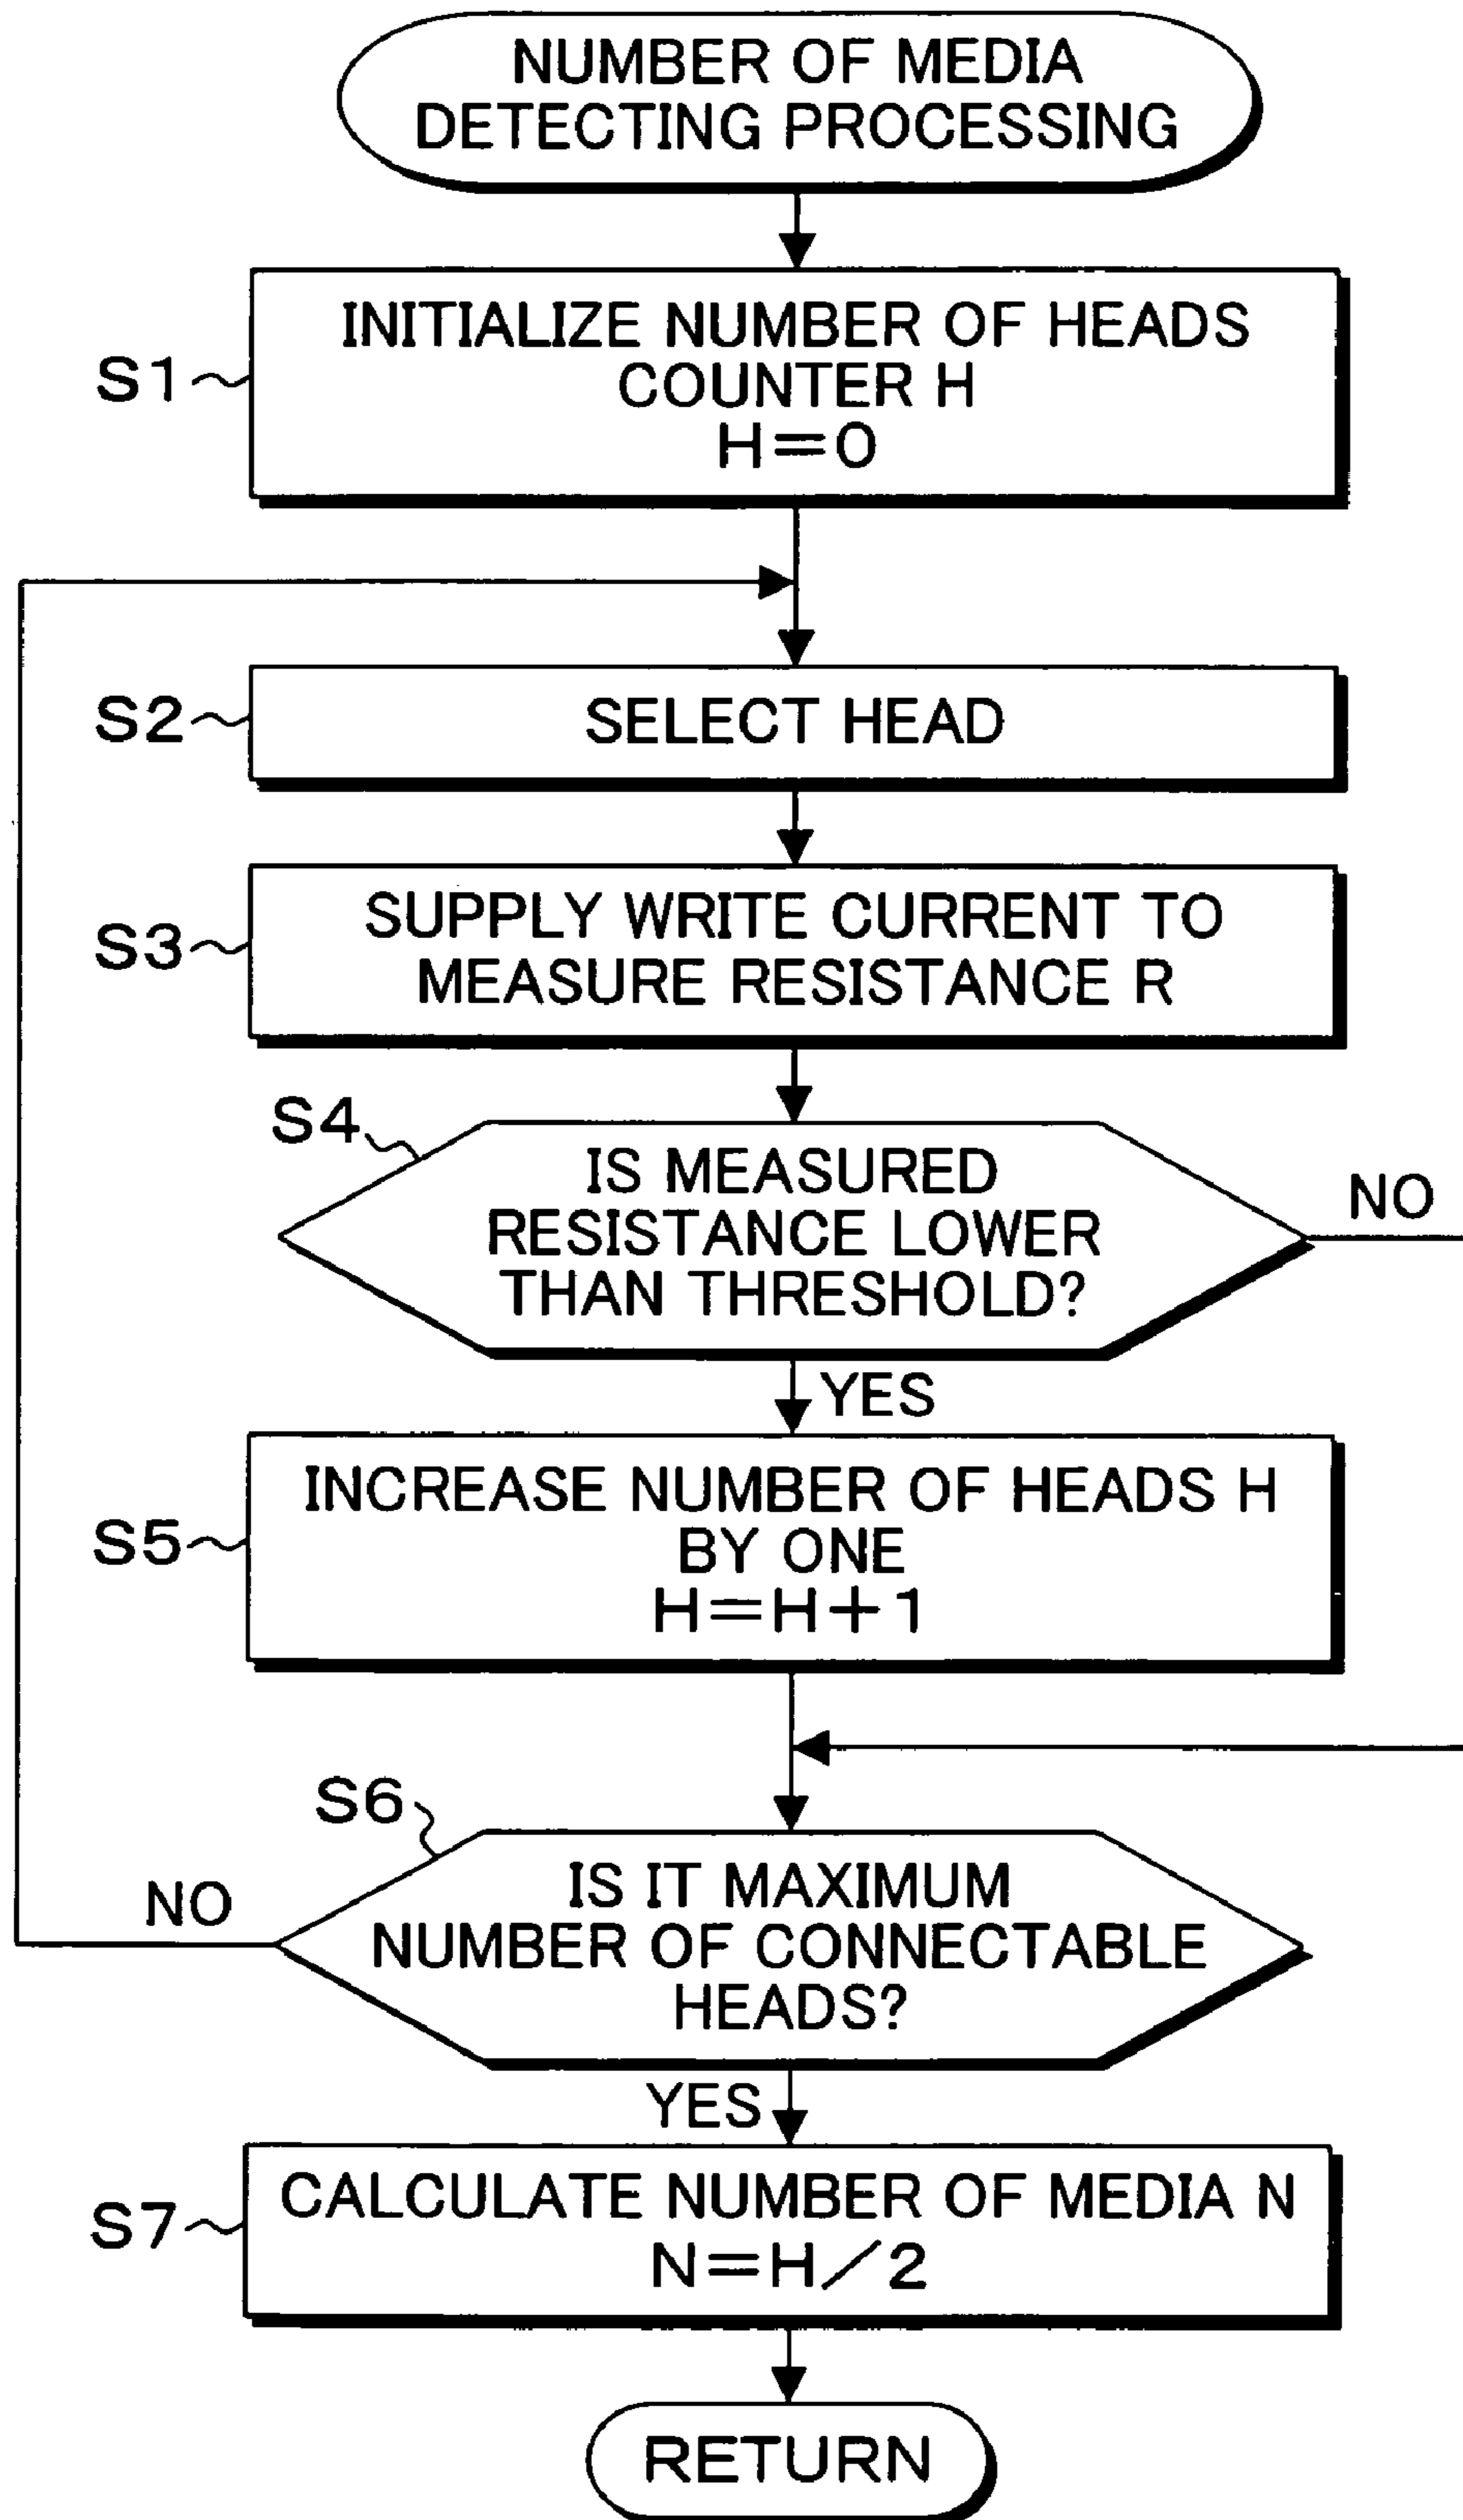 NUMBER OF MEDIA
DETECTING PROCESSING
S1
INITIALIZE NUMBER OF HEADS
COUNTER H
H=0
S2
SELECT HEAD
S3
SUPPLY WRITE CURRENT TO
MEASURE RESISTANCE R
S4
IS MEASURED
RESISTANCE LOWER
THAN THRESHOLD?
NO
YES
S5
INCREASE NUMBER OF HEADS H
BY ONE
H=H+1
S6
IS IT MAXIMUM
NUMBER OF CONNECTABLE
HEADS?
NO
YES
S7
CALCULATE NUMBER OF MEDIA N
N=H/2
RETURN